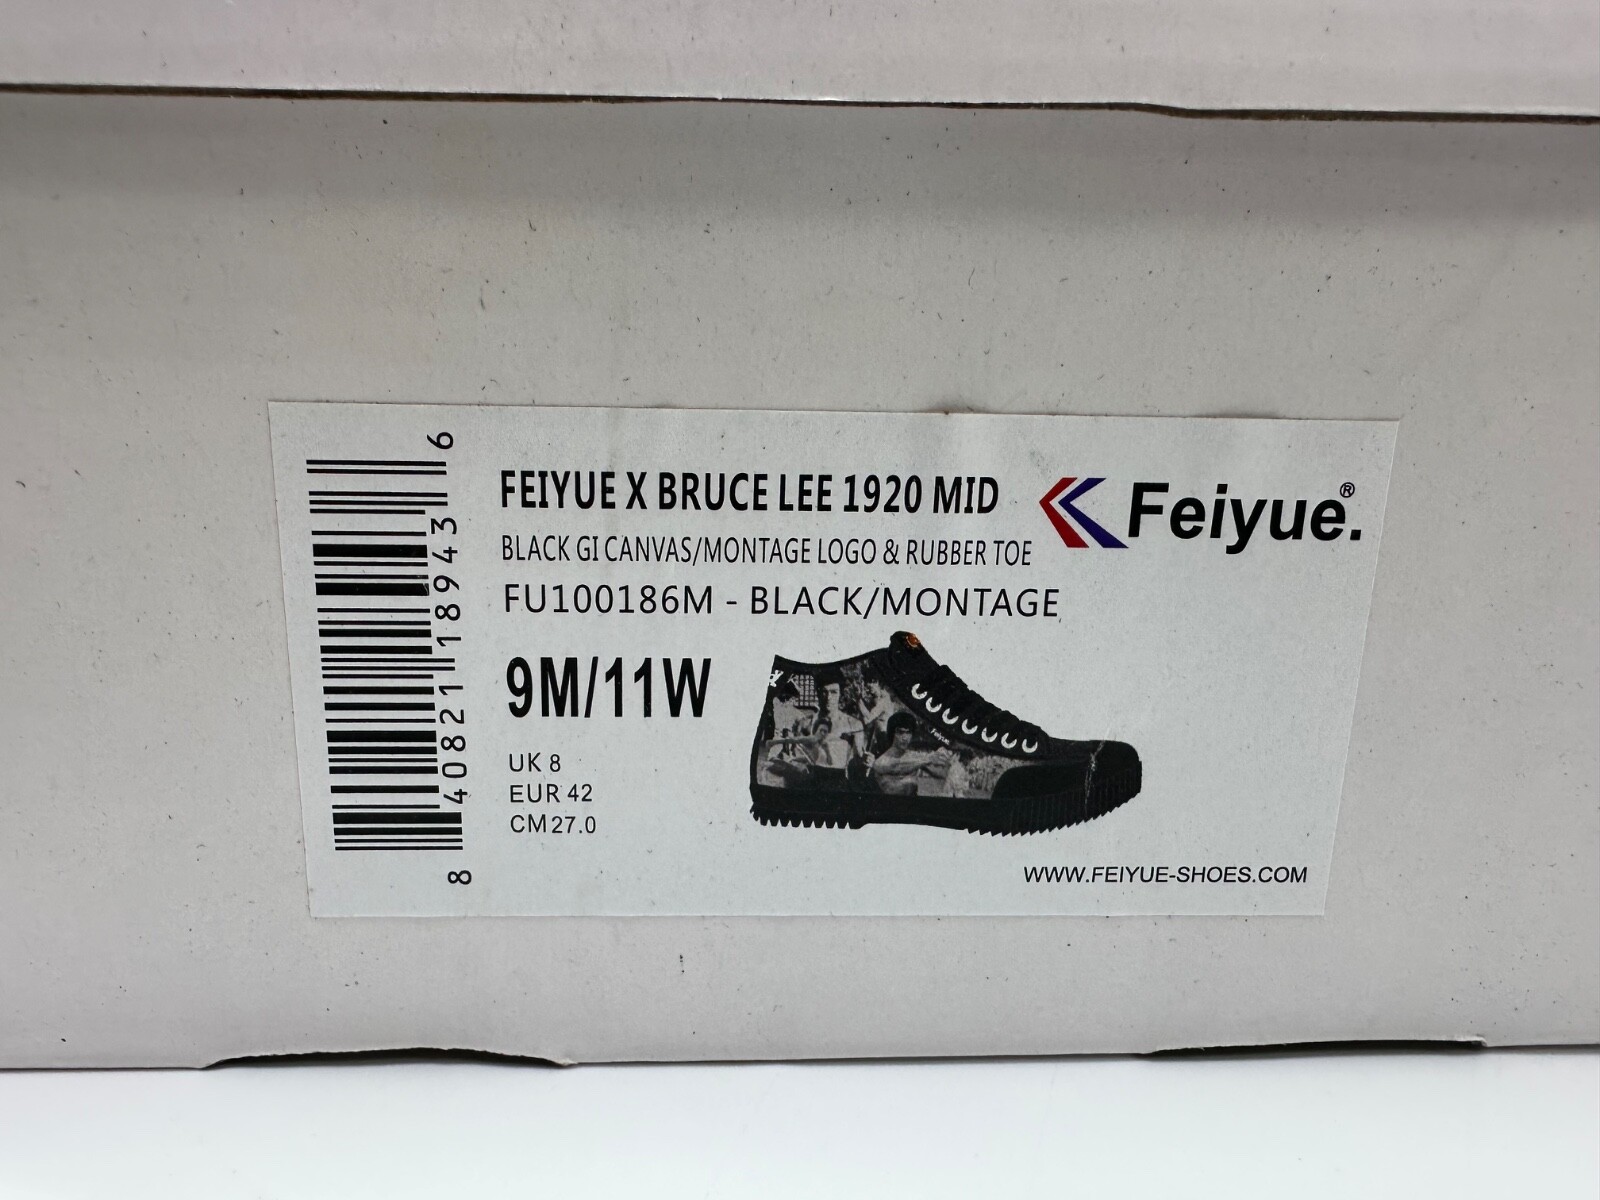 FEIYUE X BRUCE LEE 1920 MID
BLACK GI CANVAS/MONTAGE LOGO & RUBBER TOE
FU100186M - BLACK/MONTAGE
Feiyue.®
9M/11W
UK 8
EUR 42
CM 27.0
Feiyue
WWW.FEIYUE-SHOES.COM
8 40821 18943 6